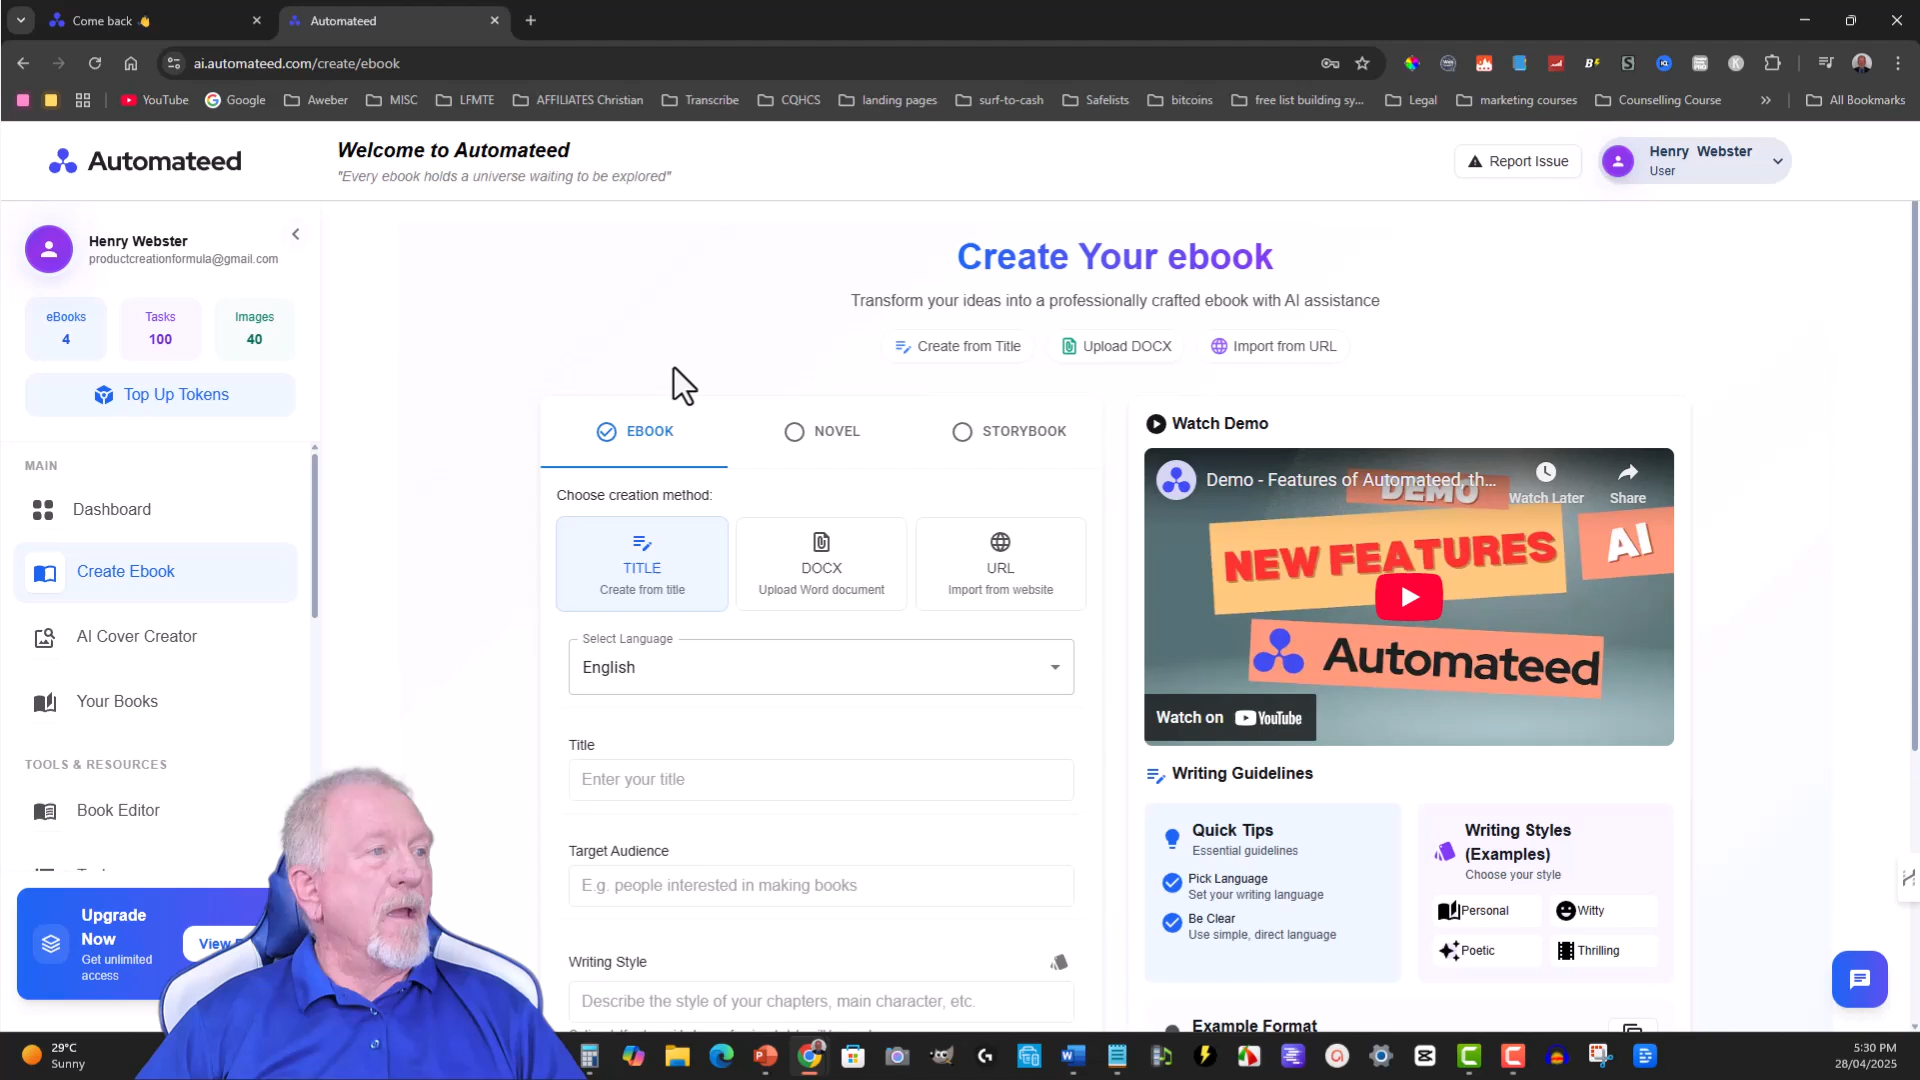 Come back 👋
Automateed
ai.automateed.com/create/ebook
YouTube
Google
Aweber
MISC
LFMTE
AFFILIATES Christian
Transcribe
CQHCS
landing pages
surf-to-cash
Safelists
bitcoins
free list building sy...
Legal
marketing courses
Counselling Course
All Bookmarks
Automateed
Welcome to Automateed
"Every ebook holds a universe waiting to be explored"
Report Issue
Henry Webster
User
Henry Webster
productcreationformula@gmail.com
eBooks
4
Tasks
100
Images
40
Top Up Tokens
MAIN
Dashboard
Create Ebook
AI Cover Creator
Your Books
TOOLS & RESOURCES
Book Editor
Upgrade
Now
Get unlimited
access
View
Create Your ebook
Transform your ideas into a professionally crafted ebook with AI assistance
Create from Title
Upload DOCX
Import from URL
EBOOK
NOVEL
STORYBOOK
Choose creation method:
TITLE
Create from title
DOCX
Upload Word document
URL
Import from website
Select Language
English
Title
Enter your title
Target Audience
E.g. people interested in making books
Writing Style
Describe the style of your chapters, main character, etc.
Watch Demo
Demo - Features of Automateed, th...
Watch Later
Share
DEMO
NEW FEATURES
AI
Automateed
Watch on YouTube
Writing Guidelines
Quick Tips
Essential guidelines
Pick Language
Set your writing language
Be Clear
Use simple, direct language
Writing Styles
(Examples)
Choose your style
Personal
Witty
Poetic
Thrilling
Example Format
29°C
Sunny
5:30 PM
28/04/2025